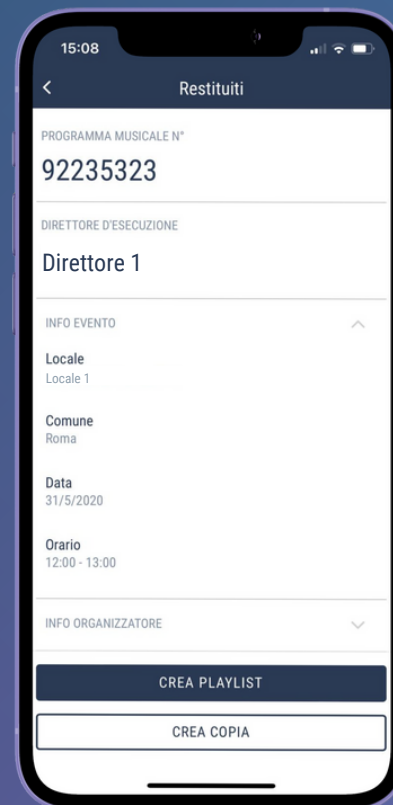 15:08
Restituiti
PROGRAMMA MUSICALE N°
92235323
DIRETTORE D'ESECUZIONE
Direttore 1
INFO EVENTO
Locale
Locale 1
Comune
Roma
Data
31/5/2020
Orario
12:00 - 13:00
INFO ORGANIZZATORE
CREA PLAYLIST
CREA COPIA